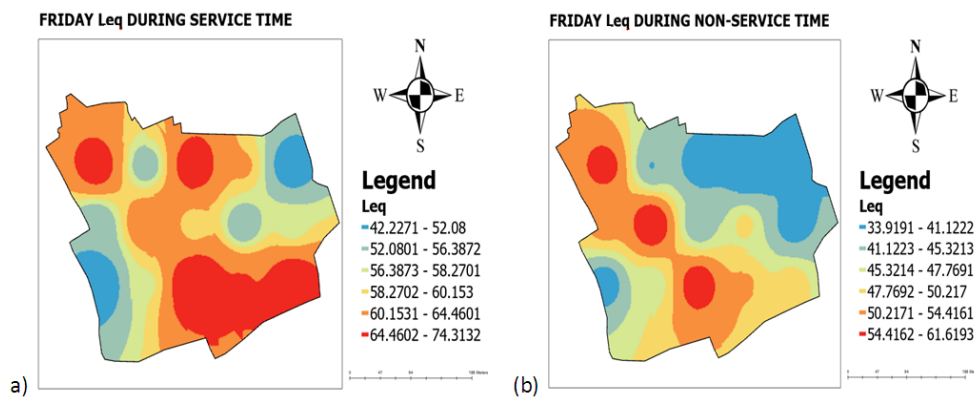 FRIDAY Leq DURING SERVICE TIME
N
W E
S
Legend
Leq
42.2271 - 52.08
52.0801 - 56.3872
56.3873 - 58.2701
58.2702 - 60.153
60.1531 - 64.4601
64.4602 - 74.3132
a)
FRIDAY Leq DURING NON-SERVICE TIME
N
W E
S
Legend
Leq
33.9191 - 41.1222
41.1223 - 45.3213
45.3214 - 47.7691
47.7692 - 50.217
50.2171 - 54.4161
54.4162 - 61.6193
(b)